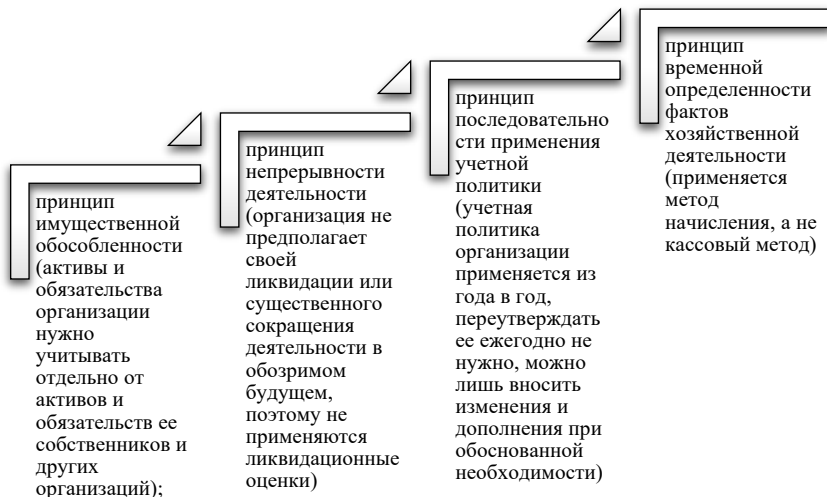 принцип
имущественной
обособленности
(активы и
обязательства
организации
нужно
учитывать
отдельно от
активов и
обязательств ее
собственников и
других
организаций);
принцип
непрерывности
деятельности
(организация не
предполагает
своей
ликвидации или
существенного
сокращения
деятельности в
обозримом
будущем,
поэтому не
применяются
ликвидационные
оценки)
принцип
последовательно
сти применения
учетной
политики
(учетная
политика
организации
применяется из
года в год,
переутверждать
ее ежегодно не
нужно, можно
лишь вносить
изменения и
дополнения при
обоснованной
необходимости)
принцип
временной
определенности
фактов
хозяйственной
деятельности
(применяется
метод
начисления, а не
кассовый метод)